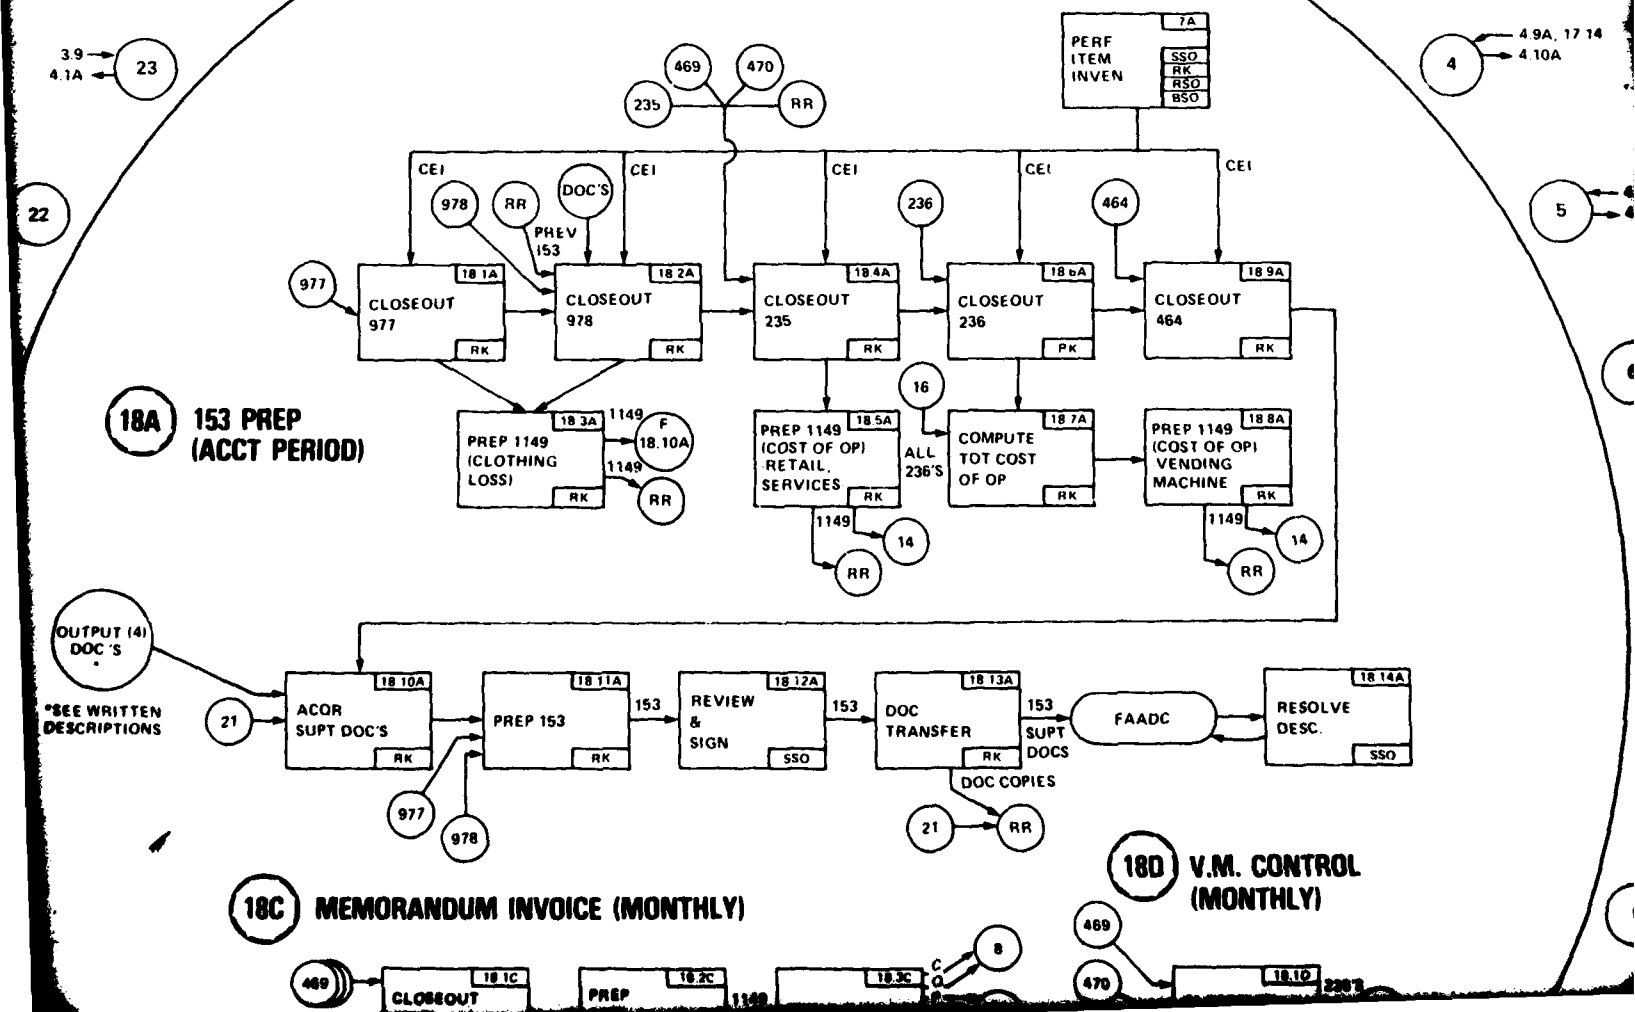 3.9
4.1A
23
22
469
470
235
RR
7A
PERF
ITEM
INVEN
SSO
RK
RSO
BSO
4
4.9A, 17 14
4.10A
5
CEI
CEI
CEI
CEI
CEI
978
RR
DOC'S
PREV
153
236
464
977
18 1A
CLOSEOUT
977
RK
18 2A
CLOSEOUT
978
RK
18.4A
CLOSEOUT
235
RK
18 6A
CLOSEOUT
236
RK
18 9A
CLOSEOUT
464
RK
18A
153 PREP
(ACCT PERIOD)
18 3A
PREP 1149
(CLOTHING
LOSS)
RK
1149
F
18.10A
1149
RR
18.5A
PREP 1149
(COST OF OP)
RETAIL,
SERVICES
RK
1149
14
RR
16
ALL
236'S
18 7A
COMPUTE
TOT COST
OF OP
RK
18 8A
PREP 1149
(COST OF OP)
VENDING
MACHINE
RK
1149
14
RR
OUTPUT (4)
DOC'S
*
*SEE WRITTEN
DESCRIPTIONS
21
18 10A
ACQR
SUPT DOC'S
RK
18 11A
PREP 153
RK
977
978
153
18 12A
REVIEW
&
SIGN
SSO
153
18 13A
DOC
TRANSFER
RK
153
SUPT
DOCS
DOC COPIES
21
RR
FAADC
18 14A
RESOLVE
DESC.
SSO
18C
MEMORANDUM INVOICE (MONTHLY)
18D
V.M. CONTROL
(MONTHLY)
469
18 1C
CLOSEOUT
18.2C
PREP
1149
18.3C
C
O
P
8
469
470
18.1D